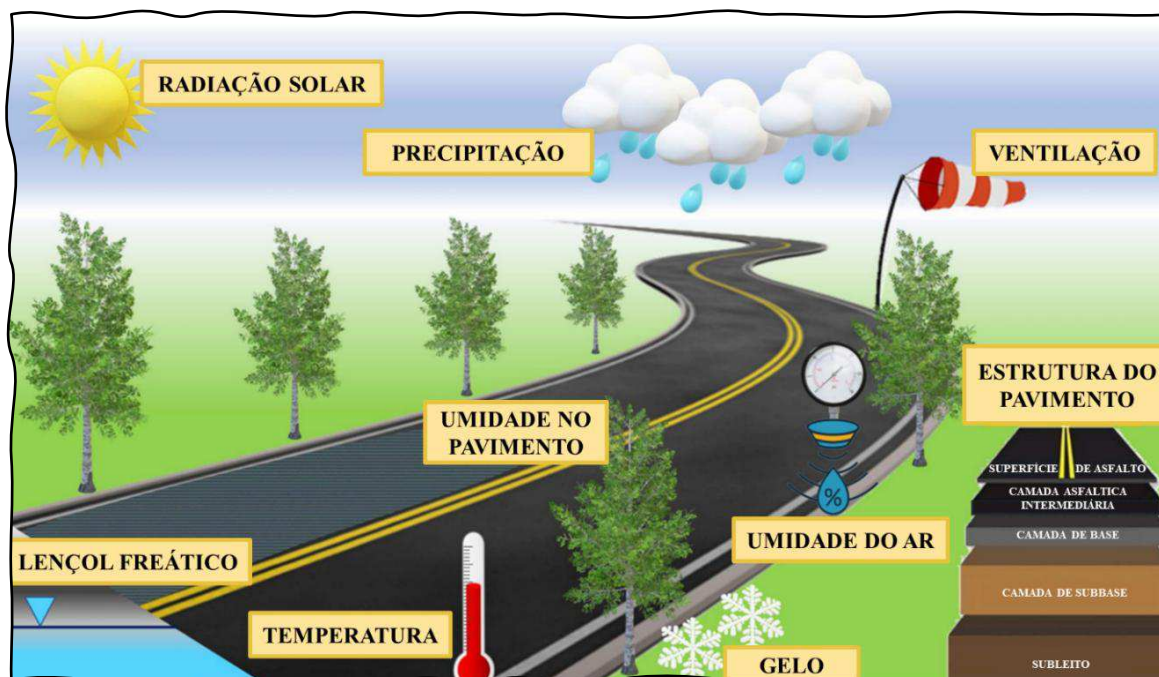 RADIAÇÃO SOLAR
PRECIPITAÇÃO
VENTILAÇÃO
ESTRUTURA DO
PAVIMENTO
UMIDADE NO
PAVIMENTO
SUPERFÍCIE DE ASFALTO
CAMADA ASFALTICA
INTERMEDIÁRIA
CAMADA DE BASE
%
UMIDADE DO AR
LENÇOL FREÁTICO
CAMADA DE SUBBASE
TEMPERATURA
GELO
SUBLEITO